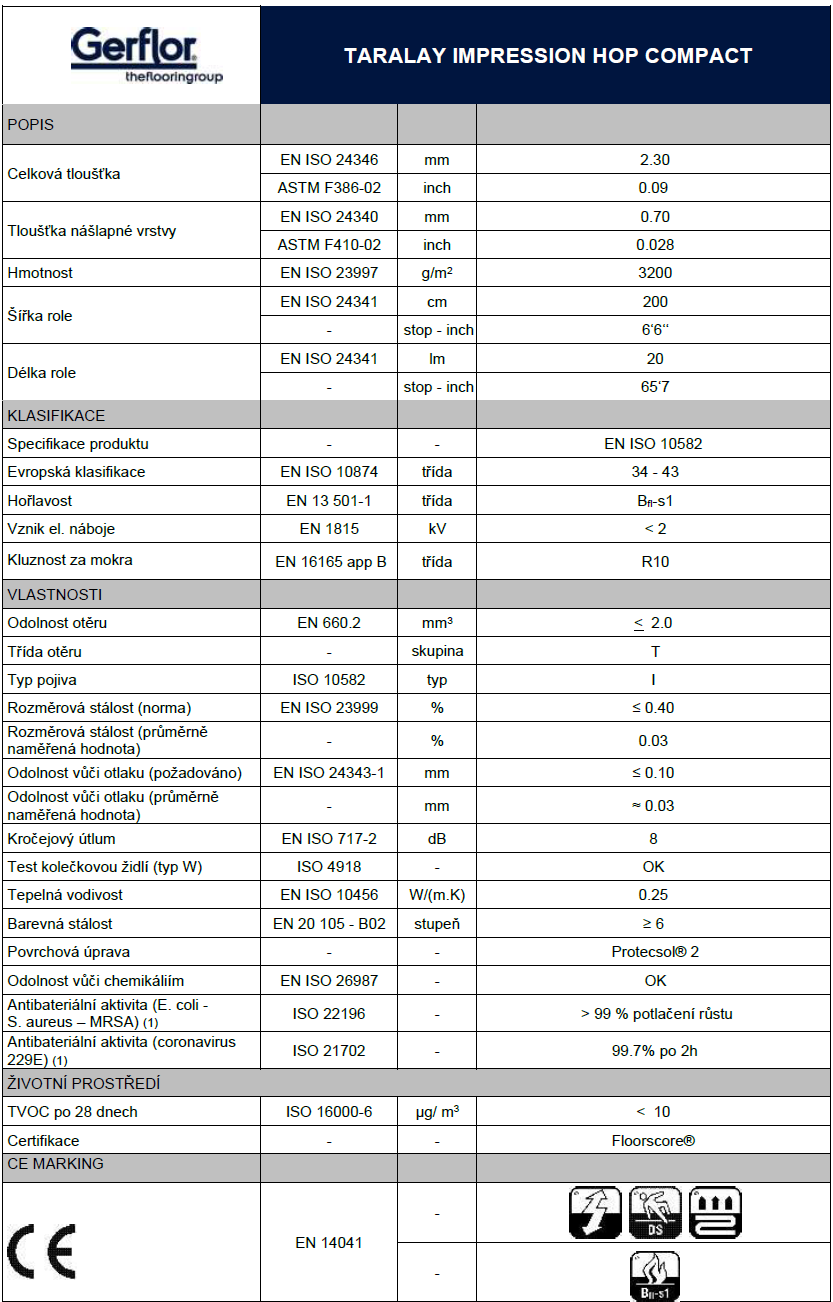 Gerflor.
theflooringgroup
TARALAY IMPRESSION HOP COMPACT
POPIS
Celková tloušťka EN ISO 24346 mm 2.30
ASTM F386-02 inch 0.09
Tloušťka nášlapné vrstvy EN ISO 24340 mm 0.70
ASTM F410-02 inch 0.028
Hmotnost EN ISO 23997 g/m² 3200
Šířka role EN ISO 24341 cm 200
- stop - inch 6‘6“
Délka role EN ISO 24341 lm 20
- stop - inch 65‘7
KLASIFIKACE
Specifikace produktu - - EN ISO 10582
Evropská klasifikace EN ISO 10874 třída 34 - 43
Hořlavost EN 13 501-1 třída Bfl-s1
Vznik el. náboje EN 1815 kV < 2
Kluznost za mokra EN 16165 app B třída R10
VLASTNOSTI
Odolnost otěru EN 660.2 mm³ < 2.0
Třída otěru - skupina T
Typ pojiva ISO 10582 typ I
Rozměrová stálost (norma) EN ISO 23999 % ≤ 0.40
Rozměrová stálost (průměrně
naměřená hodnota) - % 0.03
Odolnost vůči otlaku (požadováno) EN ISO 24343-1 mm ≤ 0.10
Odolnost vůči otlaku (průměrně
naměřená hodnota) - mm ≈ 0.03
Kročejový útlum EN ISO 717-2 dB 8
Test kolečkovou židlí (typ W) ISO 4918 - OK
Tepelná vodivost EN ISO 10456 W/(m.K) 0.25
Barevná stálost EN 20 105 - B02 stupeň ≥ 6
Povrchová úprava - - Protecsol® 2
Odolnost vůči chemikáliím EN ISO 26987 - OK
Antibateriální aktivita (E. coli -
S. aureus – MRSA) (1) ISO 22196 - > 99 % potlačení růstu
Antibateriální aktivita (coronavirus
229E) (1) ISO 21702 - 99.7% po 2h
ŽIVOTNÍ PROSTŘEDÍ
TVOC po 28 dnech ISO 16000-6 µg/ m³ < 10
Certifikace - - Floorscore®
CE MARKING
CE EN 14041 - DS
- Bfl-s1